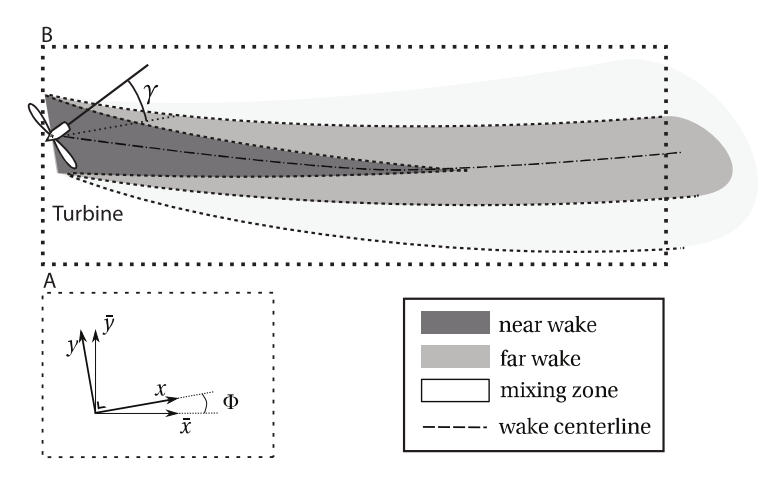 B
γ
Turbine
A
ȳ
y
x
Φ
x̄
near wake
far wake
mixing zone
wake centerline